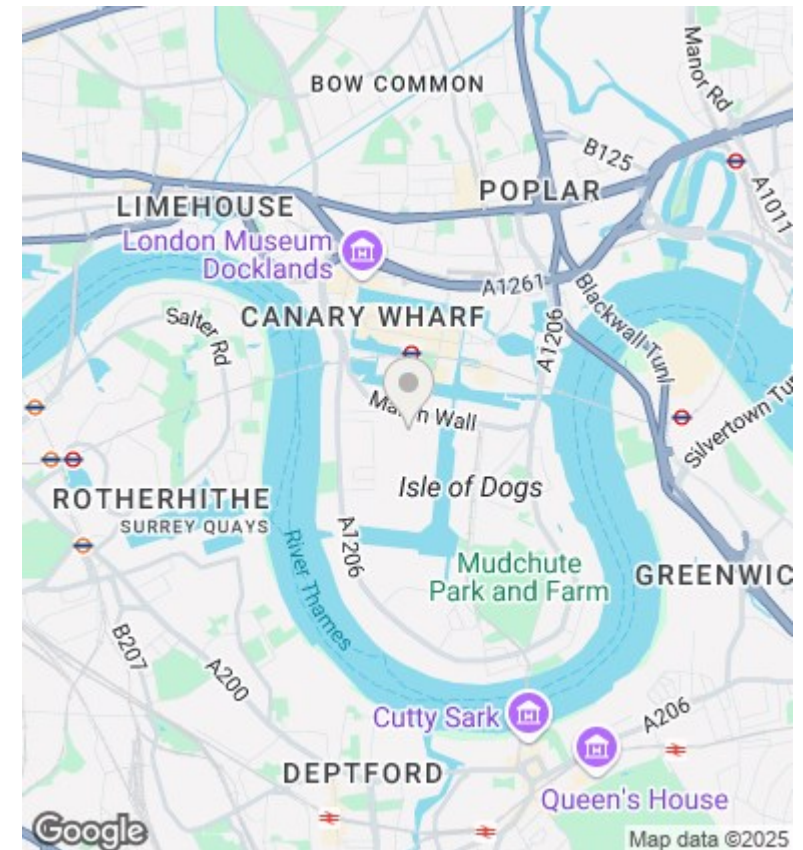 Manor Rd
BOW COMMON
B125
POPLAR
A1011
LIMEHOUSE
London Museum
Docklands
A1261
Blackwall Tunl
Salter Rd
CANARY WHARF
A1206
Silvertown Tu
Wall
Isle of Dogs
ROTHERHITHE
SURREY QUAYS
River Thames
A1206
Mudchute
Park and Farm
GREENWIC
B207
A200
Cutty Sark
A206
DEPTFORD
Queen's House
Google
Map data ©2025